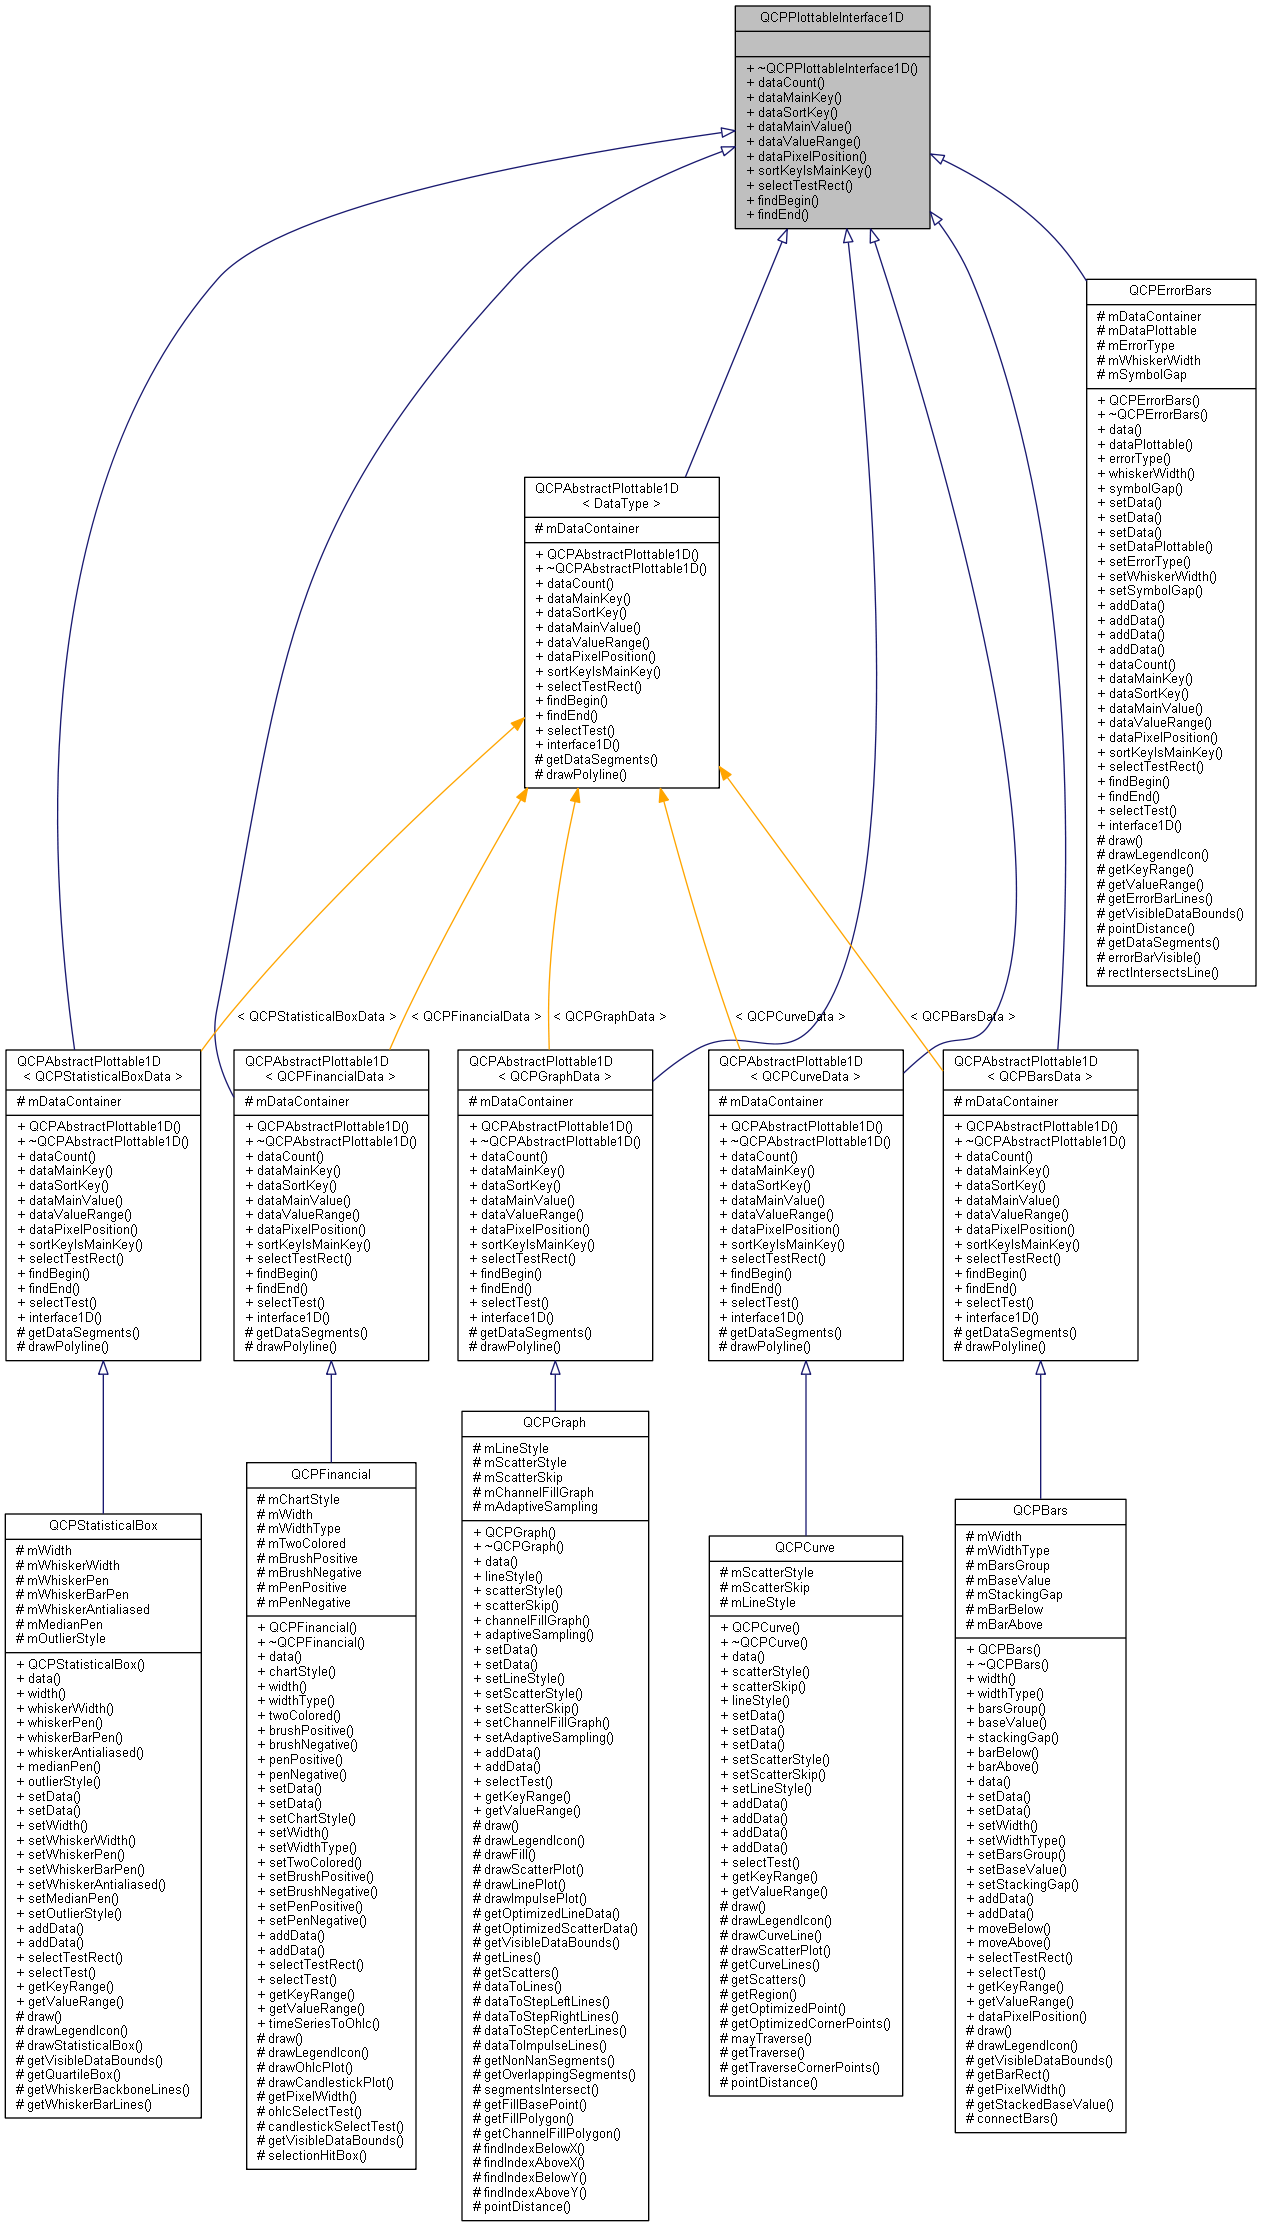 QCPPlottableInterface1D
+ ~QCPPlottableInterface1D()
+ dataCount()
+ dataMainKey()
+ dataSortKey()
+ dataMainValue()
+ dataValueRange()
+ dataPixelPosition()
+ sortKeyIsMainKey()
+ selectTestRect()
+ findBegin()
+ findEnd()
QCPErrorBars
# mDataContainer
# mDataPlottable
# mErrorType
# mWhiskerWidth
# mSymbolGap
+ QCPErrorBars()
+ ~QCPErrorBars()
+ data()
+ dataPlottable()
+ errorType()
+ whiskerWidth()
+ symbolGap()
+ setData()
+ setData()
+ setData()
+ setDataPlottable()
+ setErrorType()
+ setWhiskerWidth()
+ setSymbolGap()
+ addData()
+ addData()
+ addData()
+ addData()
+ dataCount()
+ dataMainKey()
+ dataSortKey()
+ dataMainValue()
+ dataValueRange()
+ dataPixelPosition()
+ sortKeyIsMainKey()
+ selectTestRect()
+ findBegin()
+ findEnd()
+ selectTest()
+ interface1D()
# draw()
# drawLegendIcon()
# getKeyRange()
# getValueRange()
# getErrorBarLines()
# getVisibleDataBounds()
# pointDistance()
# getDataSegments()
# errorBarVisible()
# rectIntersectsLine()
QCPAbstractPlottable1D
< DataType >
# mDataContainer
+ QCPAbstractPlottable1D()
+ ~QCPAbstractPlottable1D()
+ dataCount()
+ dataMainKey()
+ dataSortKey()
+ dataMainValue()
+ dataValueRange()
+ dataPixelPosition()
+ sortKeyIsMainKey()
+ selectTestRect()
+ findBegin()
+ findEnd()
+ selectTest()
+ interface1D()
# getDataSegments()
# drawPolyline()
< QCPStatisticalBoxData >
< QCPFinancialData >
< QCPGraphData >
< QCPCurveData >
< QCPBarsData >
QCPAbstractPlottable1D
< QCPStatisticalBoxData >
# mDataContainer
+ QCPAbstractPlottable1D()
+ ~QCPAbstractPlottable1D()
+ dataCount()
+ dataMainKey()
+ dataSortKey()
+ dataMainValue()
+ dataValueRange()
+ dataPixelPosition()
+ sortKeyIsMainKey()
+ selectTestRect()
+ findBegin()
+ findEnd()
+ selectTest()
+ interface1D()
# getDataSegments()
# drawPolyline()
QCPAbstractPlottable1D
< QCPFinancialData >
# mDataContainer
+ QCPAbstractPlottable1D()
+ ~QCPAbstractPlottable1D()
+ dataCount()
+ dataMainKey()
+ dataSortKey()
+ dataMainValue()
+ dataValueRange()
+ dataPixelPosition()
+ sortKeyIsMainKey()
+ selectTestRect()
+ findBegin()
+ findEnd()
+ selectTest()
+ interface1D()
# getDataSegments()
# drawPolyline()
QCPAbstractPlottable1D
< QCPGraphData >
# mDataContainer
+ QCPAbstractPlottable1D()
+ ~QCPAbstractPlottable1D()
+ dataCount()
+ dataMainKey()
+ dataSortKey()
+ dataMainValue()
+ dataValueRange()
+ dataPixelPosition()
+ sortKeyIsMainKey()
+ selectTestRect()
+ findBegin()
+ findEnd()
+ selectTest()
+ interface1D()
# getDataSegments()
# drawPolyline()
QCPAbstractPlottable1D
< QCPCurveData >
# mDataContainer
+ QCPAbstractPlottable1D()
+ ~QCPAbstractPlottable1D()
+ dataCount()
+ dataMainKey()
+ dataSortKey()
+ dataMainValue()
+ dataValueRange()
+ dataPixelPosition()
+ sortKeyIsMainKey()
+ selectTestRect()
+ findBegin()
+ findEnd()
+ selectTest()
+ interface1D()
# getDataSegments()
# drawPolyline()
QCPAbstractPlottable1D
< QCPBarsData >
# mDataContainer
+ QCPAbstractPlottable1D()
+ ~QCPAbstractPlottable1D()
+ dataCount()
+ dataMainKey()
+ dataSortKey()
+ dataMainValue()
+ dataValueRange()
+ dataPixelPosition()
+ sortKeyIsMainKey()
+ selectTestRect()
+ findBegin()
+ findEnd()
+ selectTest()
+ interface1D()
# getDataSegments()
# drawPolyline()
QCPStatisticalBox
# mWidth
# mWhiskerWidth
# mWhiskerPen
# mWhiskerBarPen
# mWhiskerAntialiased
# mMedianPen
# mOutlierStyle
+ QCPStatisticalBox()
+ data()
+ width()
+ whiskerWidth()
+ whiskerPen()
+ whiskerBarPen()
+ whiskerAntialiased()
+ medianPen()
+ outlierStyle()
+ setData()
+ setData()
+ setWidth()
+ setWhiskerWidth()
+ setWhiskerPen()
+ setWhiskerBarPen()
+ setWhiskerAntialiased()
+ setMedianPen()
+ setOutlierStyle()
+ addData()
+ addData()
+ selectTestRect()
+ selectTest()
+ getKeyRange()
+ getValueRange()
# draw()
# drawLegendIcon()
# drawStatisticalBox()
# getVisibleDataBounds()
# getQuartileBox()
# getWhiskerBackboneLines()
# getWhiskerBarLines()
QCPFinancial
# mChartStyle
# mWidth
# mWidthType
# mTwoColored
# mBrushPositive
# mBrushNegative
# mPenPositive
# mPenNegative
+ QCPFinancial()
+ ~QCPFinancial()
+ data()
+ chartStyle()
+ width()
+ widthType()
+ twoColored()
+ brushPositive()
+ brushNegative()
+ penPositive()
+ penNegative()
+ setData()
+ setData()
+ setChartStyle()
+ setWidth()
+ setWidthType()
+ setTwoColored()
+ setBrushPositive()
+ setBrushNegative()
+ setPenPositive()
+ setPenNegative()
+ addData()
+ addData()
+ selectTestRect()
+ selectTest()
+ getKeyRange()
+ getValueRange()
+ timeSeriesToOhlc()
# draw()
# drawLegendIcon()
# drawOhlcPlot()
# drawCandlestickPlot()
# getPixelWidth()
# ohlcSelectTest()
# candlestickSelectTest()
# getVisibleDataBounds()
# selectionHitBox()
QCPGraph
# mLineStyle
# mScatterStyle
# mScatterSkip
# mChannelFillGraph
# mAdaptiveSampling
+ QCPGraph()
+ ~QCPGraph()
+ data()
+ lineStyle()
+ scatterStyle()
+ scatterSkip()
+ channelFillGraph()
+ adaptiveSampling()
+ setData()
+ setData()
+ setLineStyle()
+ setScatterStyle()
+ setScatterSkip()
+ setChannelFillGraph()
+ setAdaptiveSampling()
+ addData()
+ addData()
+ selectTest()
+ getKeyRange()
+ getValueRange()
# draw()
# drawLegendIcon()
# drawFill()
# drawScatterPlot()
# drawLinePlot()
# drawImpulsePlot()
# getOptimizedLineData()
# getOptimizedScatterData()
# getVisibleDataBounds()
# getLines()
# getScatters()
# dataToLines()
# dataToStepLeftLines()
# dataToStepRightLines()
# dataToStepCenterLines()
# dataToImpulseLines()
# getNonNanSegments()
# getOverlappingSegments()
# segmentsIntersect()
# getFillBasePoint()
# getFillPolygon()
# getChannelFillPolygon()
# findIndexBelowX()
# findIndexAboveX()
# findIndexBelowY()
# findIndexAboveY()
# pointDistance()
QCPCurve
# mScatterStyle
# mScatterSkip
# mLineStyle
+ QCPCurve()
+ ~QCPCurve()
+ data()
+ scatterStyle()
+ scatterSkip()
+ lineStyle()
+ setData()
+ setData()
+ setData()
+ setScatterStyle()
+ setScatterSkip()
+ setLineStyle()
+ addData()
+ addData()
+ addData()
+ addData()
+ selectTest()
+ getKeyRange()
+ getValueRange()
# draw()
# drawLegendIcon()
# drawCurveLine()
# drawScatterPlot()
# getCurveLines()
# getScatters()
# getRegion()
# getOptimizedPoint()
# getOptimizedCornerPoints()
# mayTraverse()
# getTraverse()
# getTraverseCornerPoints()
# pointDistance()
QCPBars
# mWidth
# mWidthType
# mBarsGroup
# mBaseValue
# mStackingGap
# mBarBelow
# mBarAbove
+ QCPBars()
+ ~QCPBars()
+ width()
+ widthType()
+ barsGroup()
+ baseValue()
+ stackingGap()
+ barBelow()
+ barAbove()
+ data()
+ setData()
+ setData()
+ setWidth()
+ setWidthType()
+ setBarsGroup()
+ setBaseValue()
+ setStackingGap()
+ addData()
+ addData()
+ moveBelow()
+ moveAbove()
+ selectTestRect()
+ selectTest()
+ getKeyRange()
+ getValueRange()
+ dataPixelPosition()
# draw()
# drawLegendIcon()
# getVisibleDataBounds()
# getBarRect()
# getPixelWidth()
# getStackedBaseValue()
# connectBars()